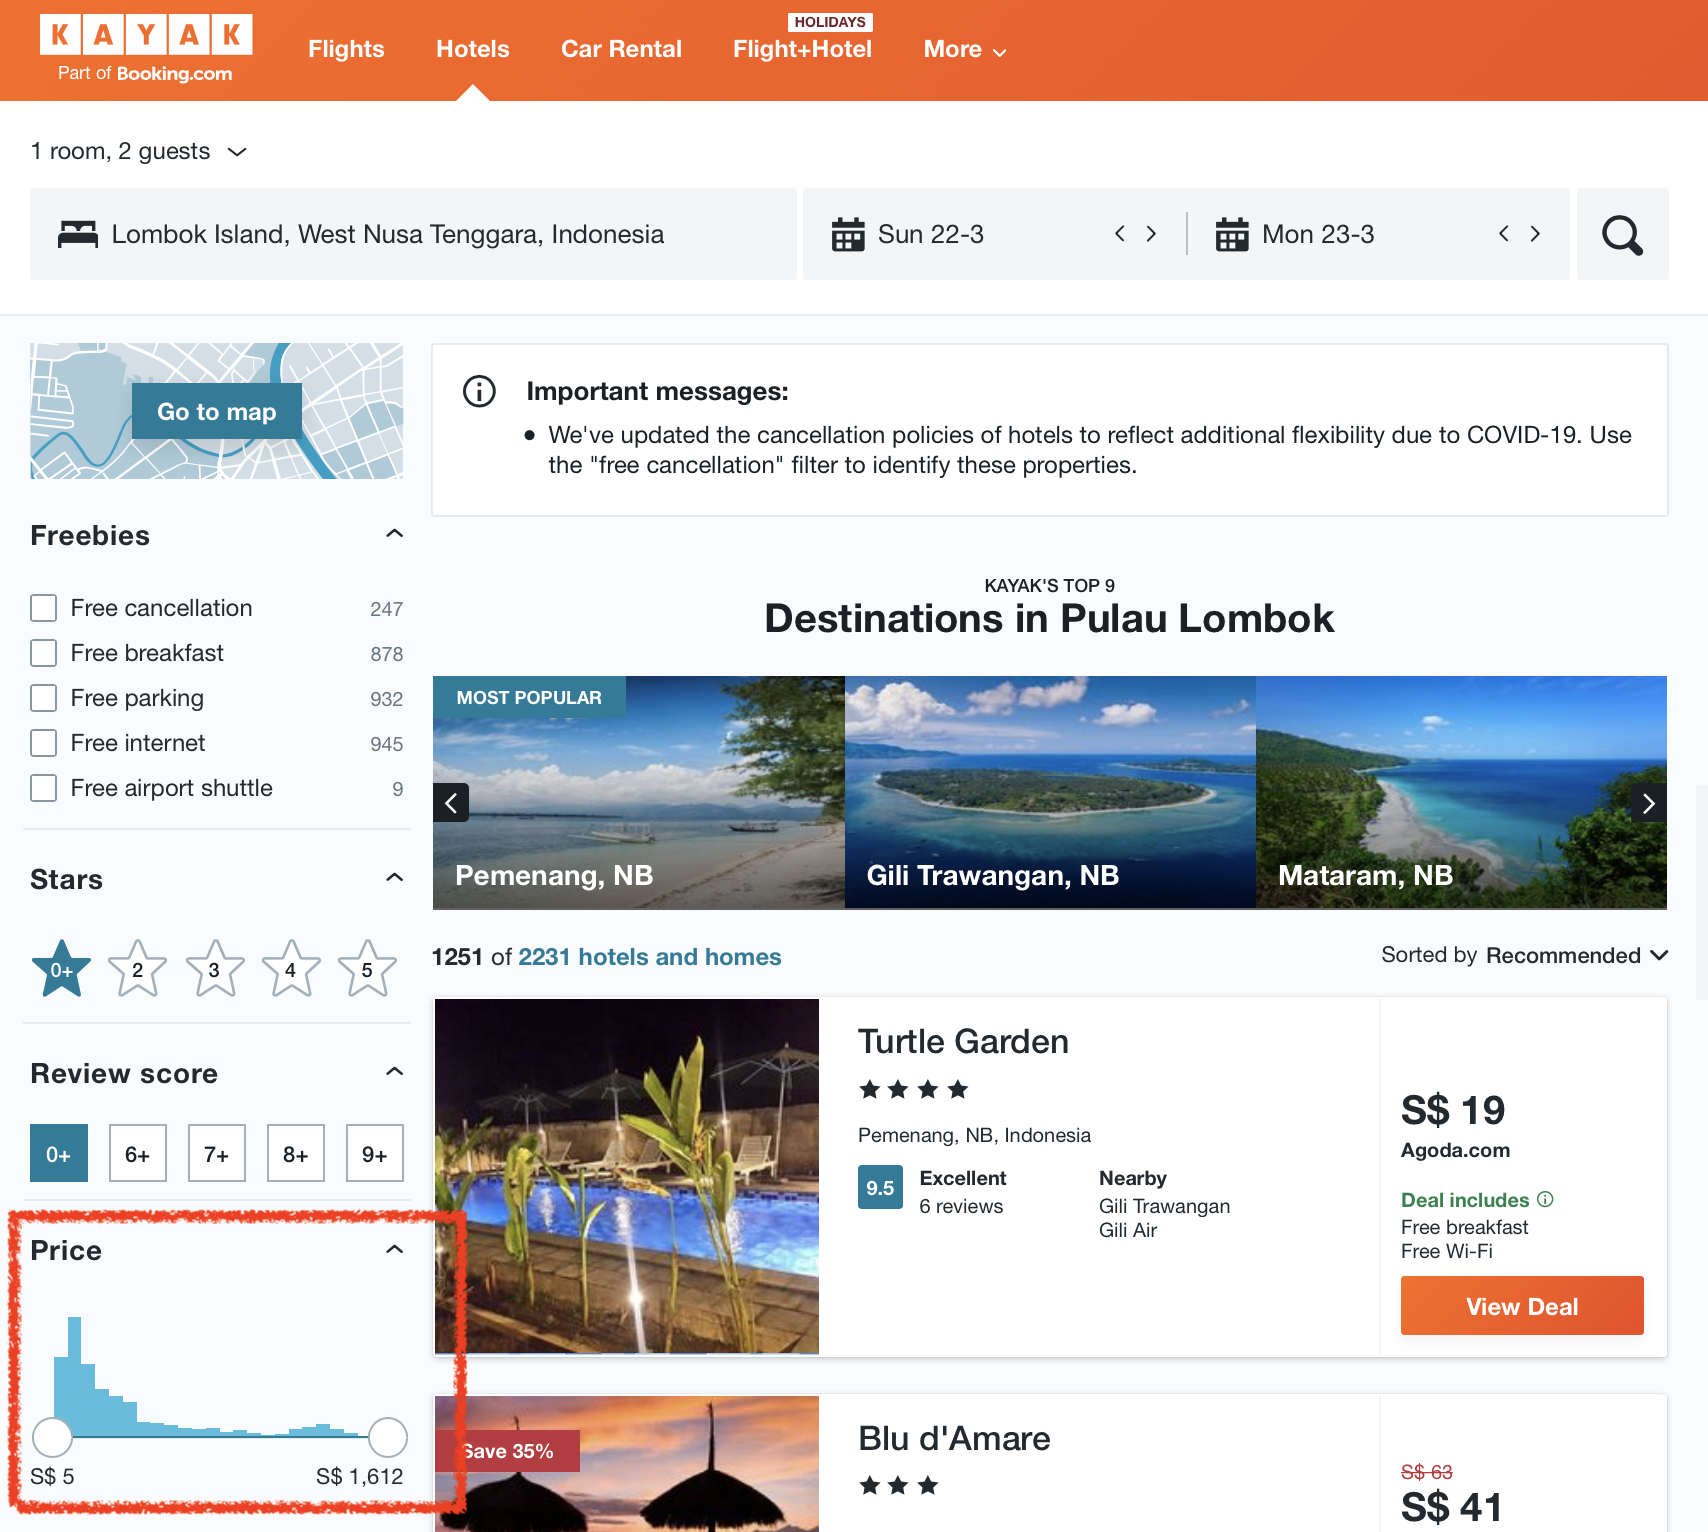 KAYAK
Part of Booking.com
Flights
Hotels
Car Rental
HOLIDAYS
Flight+Hotel
More
1 room, 2 guests
Lombok Island, West Nusa Tenggara, Indonesia
Sun 22-3
Mon 23-3
Go to map
Important messages:
We've updated the cancellation policies of hotels to reflect additional flexibility due to COVID-19. Use
the "free cancellation" filter to identify these properties.
Freebies
Free cancellation 247
Free breakfast 878
Free parking 932
Free internet 945
Free airport shuttle 9
Stars
0+ 2 3 4 5
Review score
0+ 6+ 7+ 8+ 9+
Price
S$ 5 S$ 1,612
KAYAK'S TOP 9
Destinations in Pulau Lombok
MOST POPULAR
Pemenang, NB
Gili Trawangan, NB
Mataram, NB
1251 of 2231 hotels and homes
Sorted by Recommended
Turtle Garden
Pemenang, NB, Indonesia
9.5
Excellent
6 reviews
Nearby
Gili Trawangan
Gili Air
S$ 19
Agoda.com
Deal includes
Free breakfast
Free Wi-Fi
View Deal
Save 35%
Blu d'Amare
S$ 63
S$ 41